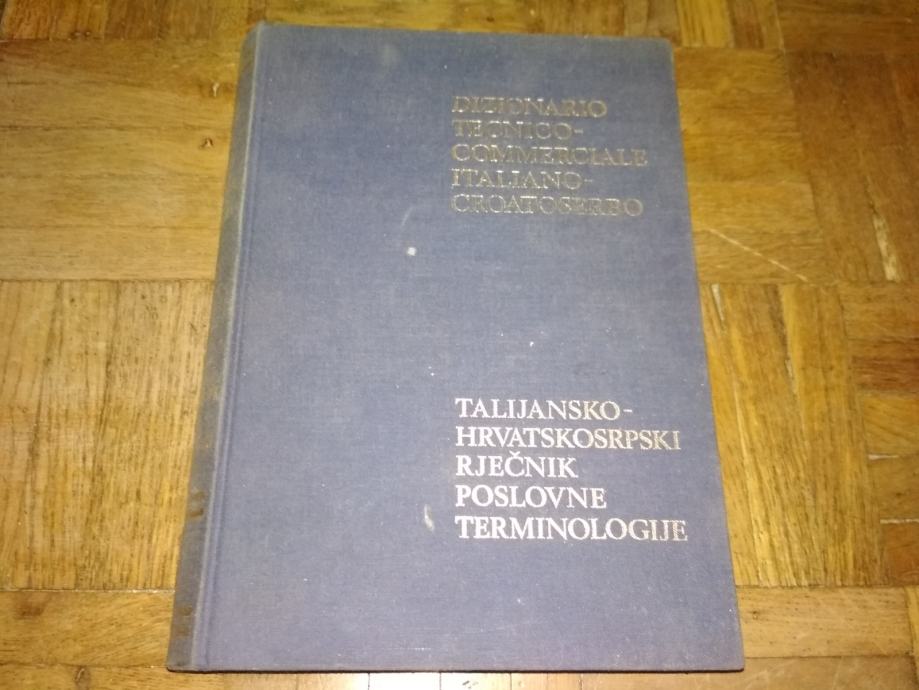 DIZIONARIO
TECNICO-
COMMERCIALE
ITALIANO-
CROATOSERBO
TALIJANSKO-
HRVATSKOSRPSKI
RJEČNIK
POSLOVNE
TERMINOLOGIJE